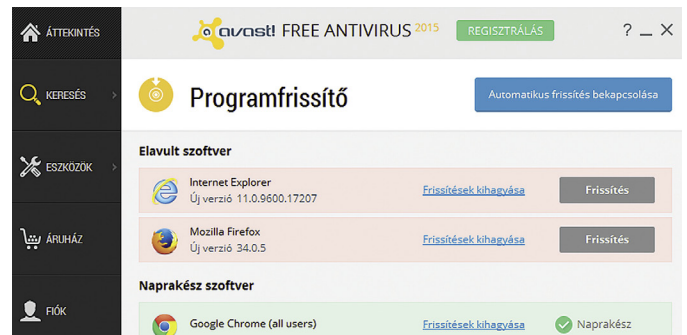 ÁTTEKINTÉS
avast! FREE ANTIVIRUS 2015
REGISZTRÁLÁS
?
KERESÉS
Programfrissítő
Automatikus frissítés bekapcsolása
Elavult szoftver
ESZKÖZÖK
Internet Explorer
Új verzió 11.0.9600.17207
Frissítések kihagyása
Frissítés
ÁRUHÁZ
Mozilla Firefox
Új verzió 34.0.5
Frissítések kihagyása
Frissítés
Naprakész szoftver
FIÓK
Google Chrome (all users)
Frissítések kihagyása
Naprakész